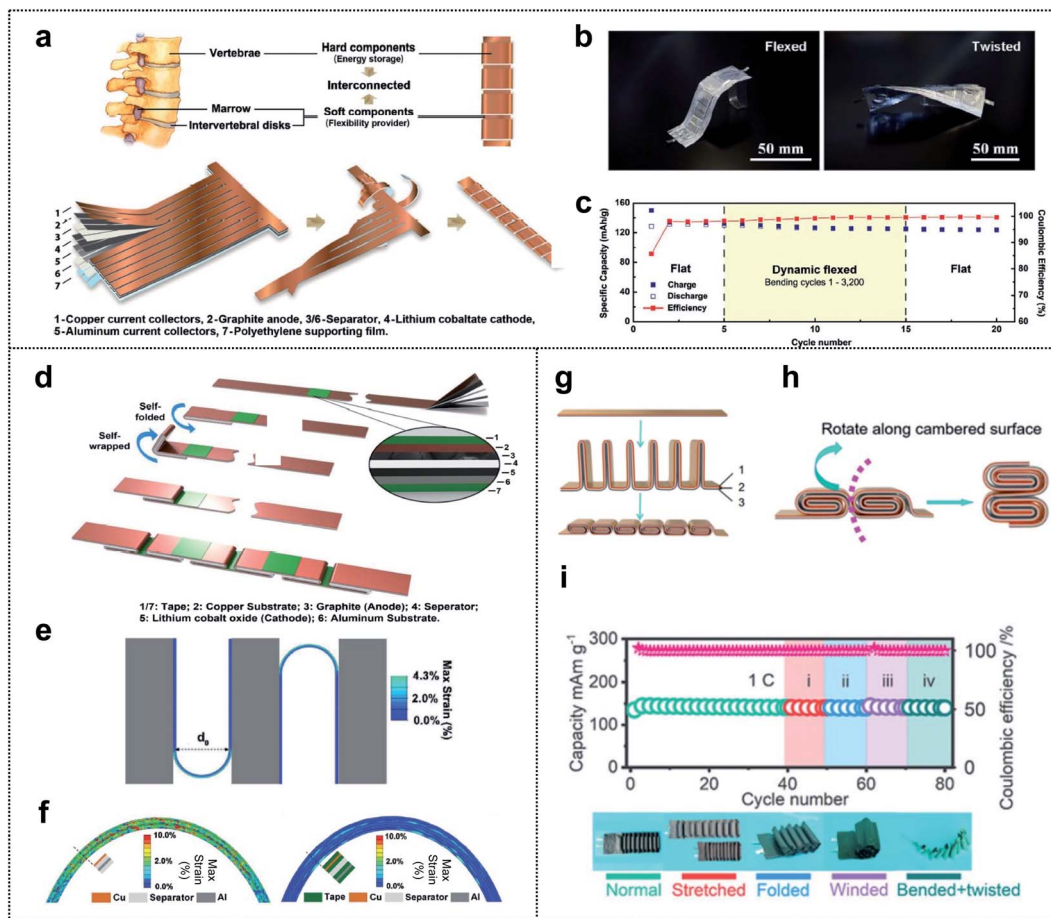 a
Vertebrae
Hard components
(Energy storage)
Interconnected
Marrow
Soft components
Intervertebral disks
(Flexibility provider)
1
2
3
4
5
6
7
1-Copper current collectors, 2-Graphite anode, 3/6-Separator, 4-Lithium cobaltate cathode,
5-Aluminum current collectors, 7-Polyethylene supporting film.
b
Flexed
50 mm
Twisted
50 mm
c
Specific Capacity (mAh/g)
160
120
80
40
0
Flat
Dynamic flexed
Bending cycles 1 - 3,200
Flat
Charge
Discharge
Efficiency
0
5
10
15
20
Cycle number
100
90
80
70
60
Coulombic Efficiency (%)
d
Self-
folded
Self-
wrapped
1
2
3
4
5
6
7
1/7: Tape; 2: Copper Substrate; 3: Graphite (Anode); 4: Seperator;
5: Lithium cobalt oxide (Cathode); 6: Aluminum Substrate.
e
d₀
4.3%
2.0%
0.0%
Max Strain (%)
f
10.0%
2.0%
0.0%
Max
Strain
(%)
Cu
Separator
Al
10.0%
2.0%
0.0%
Max
Strain
(%)
Tape
Cu
Separator
Al
g
1
2
3
h
Rotate along cambered surface
i
Capacity mAm g⁻¹
300
200
100
0
1 C
i
ii
iii
iv
0
20
40
60
80
Cycle number
100
50
0
Coulombic efficiency /%
Normal
Stretched
Folded
Winded
Bended+twisted